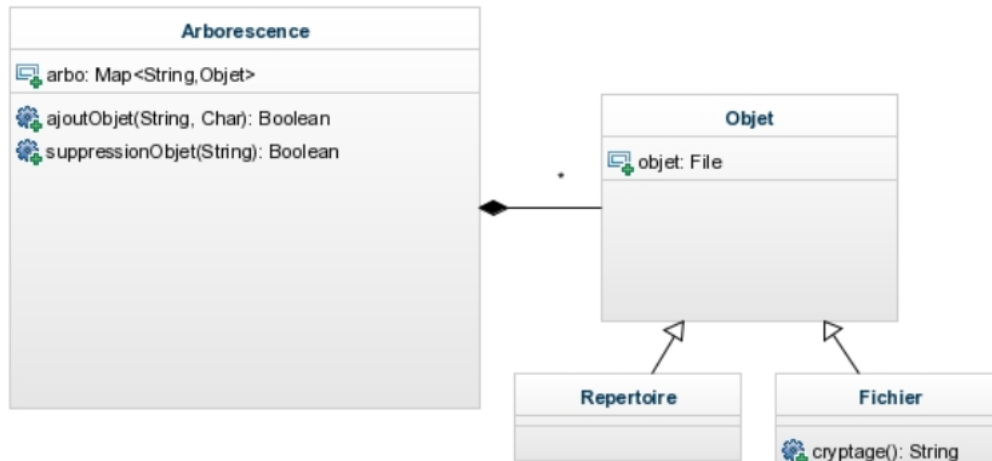 Arborescence
arbo: Map<String,Objet>
ajoutObjet(String, Char): Boolean
suppressionObjet(String): Boolean
*
Objet
objet: File
Repertoire
Fichier
cryptage(): String